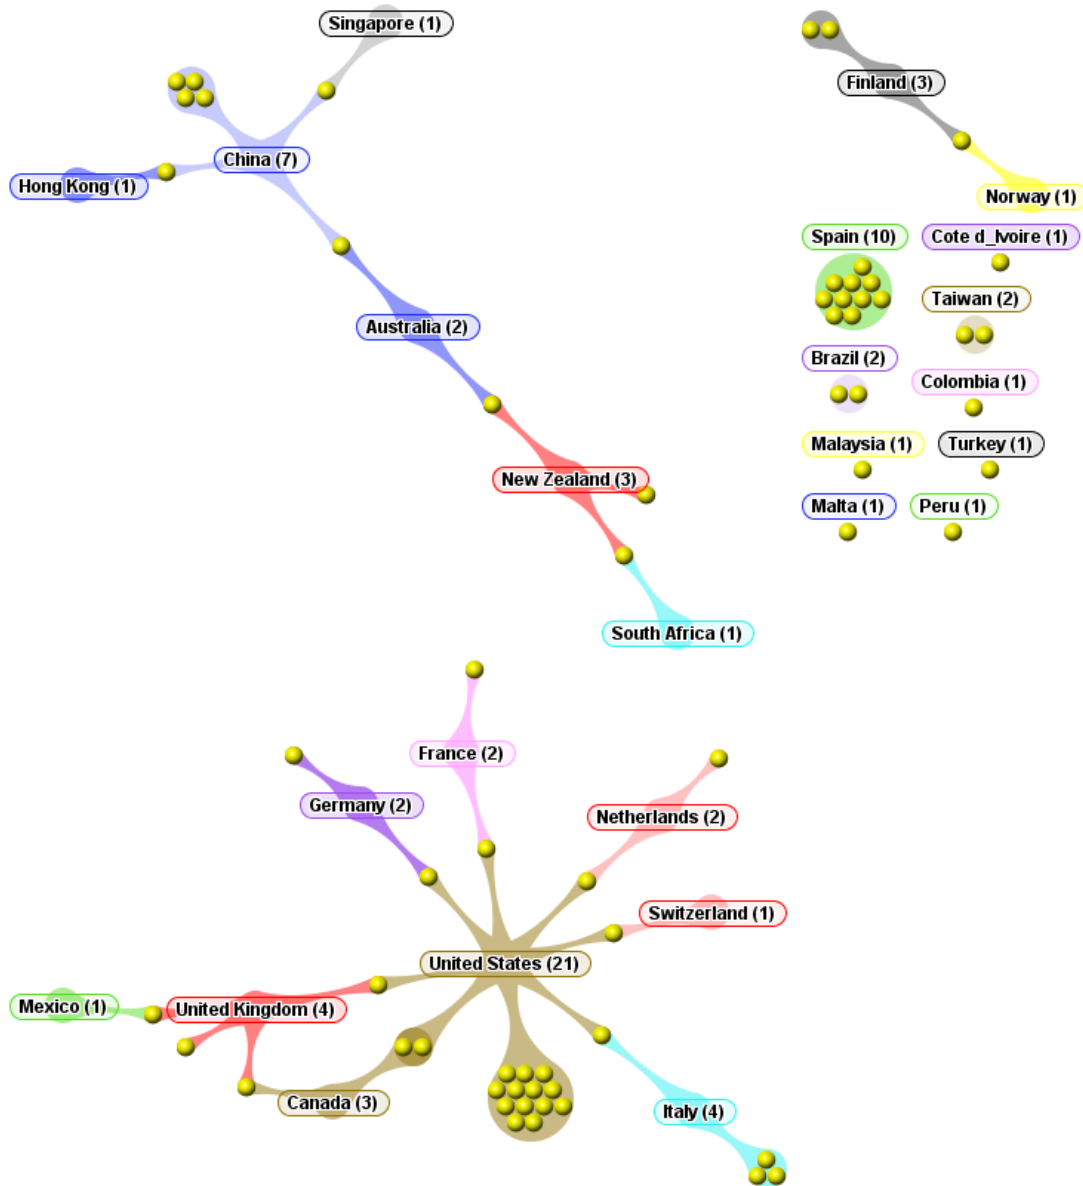 Singapore (1)
Finland (3)
China (7)
Hong Kong (1)
Norway (1)
Spain (10)
Cote d_Ivoire (1)
Taiwan (2)
Australia (2)
Brazil (2)
Colombia (1)
Malaysia (1)
Turkey (1)
New Zealand (3)
Malta (1)
Peru (1)
South Africa (1)
France (2)
Germany (2)
Netherlands (2)
Switzerland (1)
United States (21)
Mexico (1)
United Kingdom (4)
Canada (3)
Italy (4)